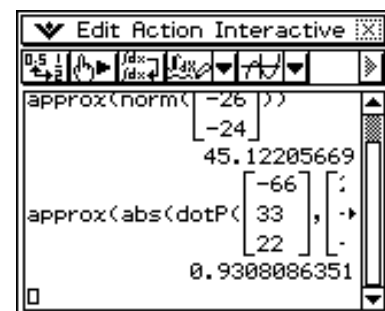 Edit Action Interactive
approx(norm([-26]))
-24
45.12205669
-66
approx(abs(dotP([33],[
22
0.9308086351